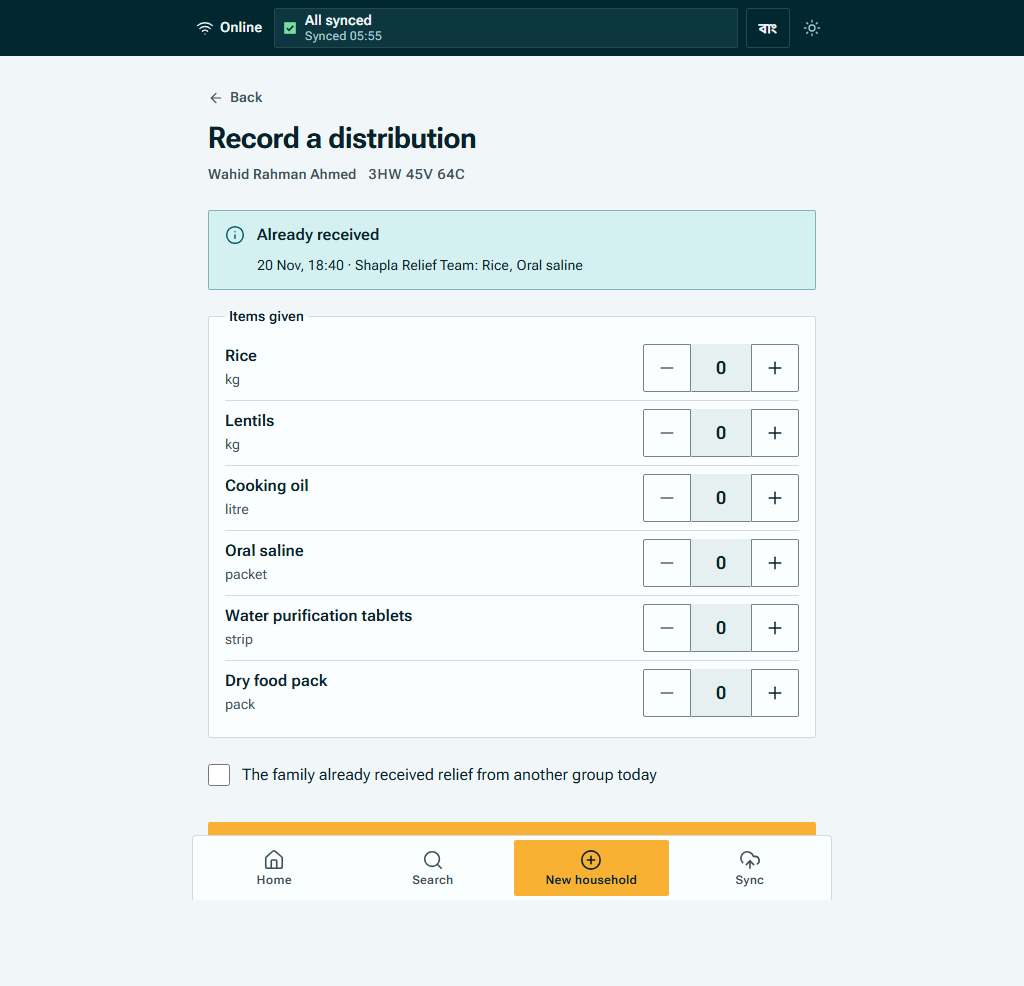 Online
All synced
Synced 05:55
বাং
Back
Record a distribution
Wahid Rahman Ahmed 3HW 45V 64C
Already received
20 Nov, 18:40 · Shapla Relief Team: Rice, Oral saline
Items given
Rice
kg
0
Lentils
kg
0
Cooking oil
litre
0
Oral saline
packet
0
Water purification tablets
strip
0
Dry food pack
pack
0
The family already received relief from another group today
Home
Search
New household
Sync